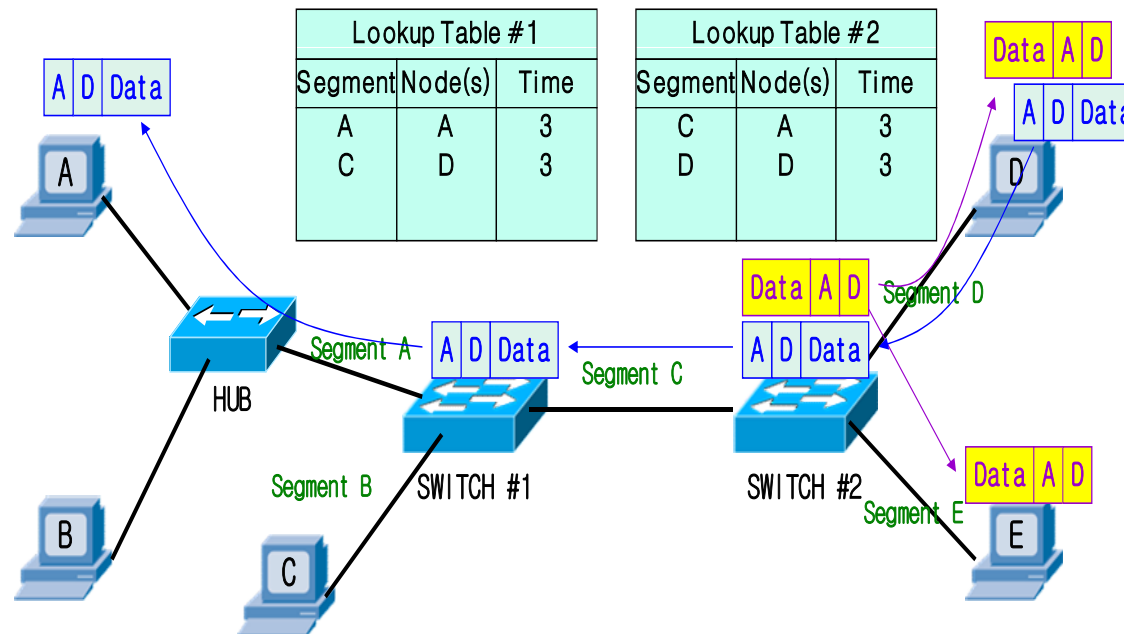 Lookup Table #1
Segment Node(s) Time
A A 3
C D 3
Lookup Table #2
Segment Node(s) Time
C A 3
D D 3
Data A D
A D Data
A D Data
A
D
Data A D
Segment D
A D Data
A D Data
Segment A
Segment C
HUB
Data A D
Segment B
SWITCH #1
SWITCH #2
Segment E
B
C
E